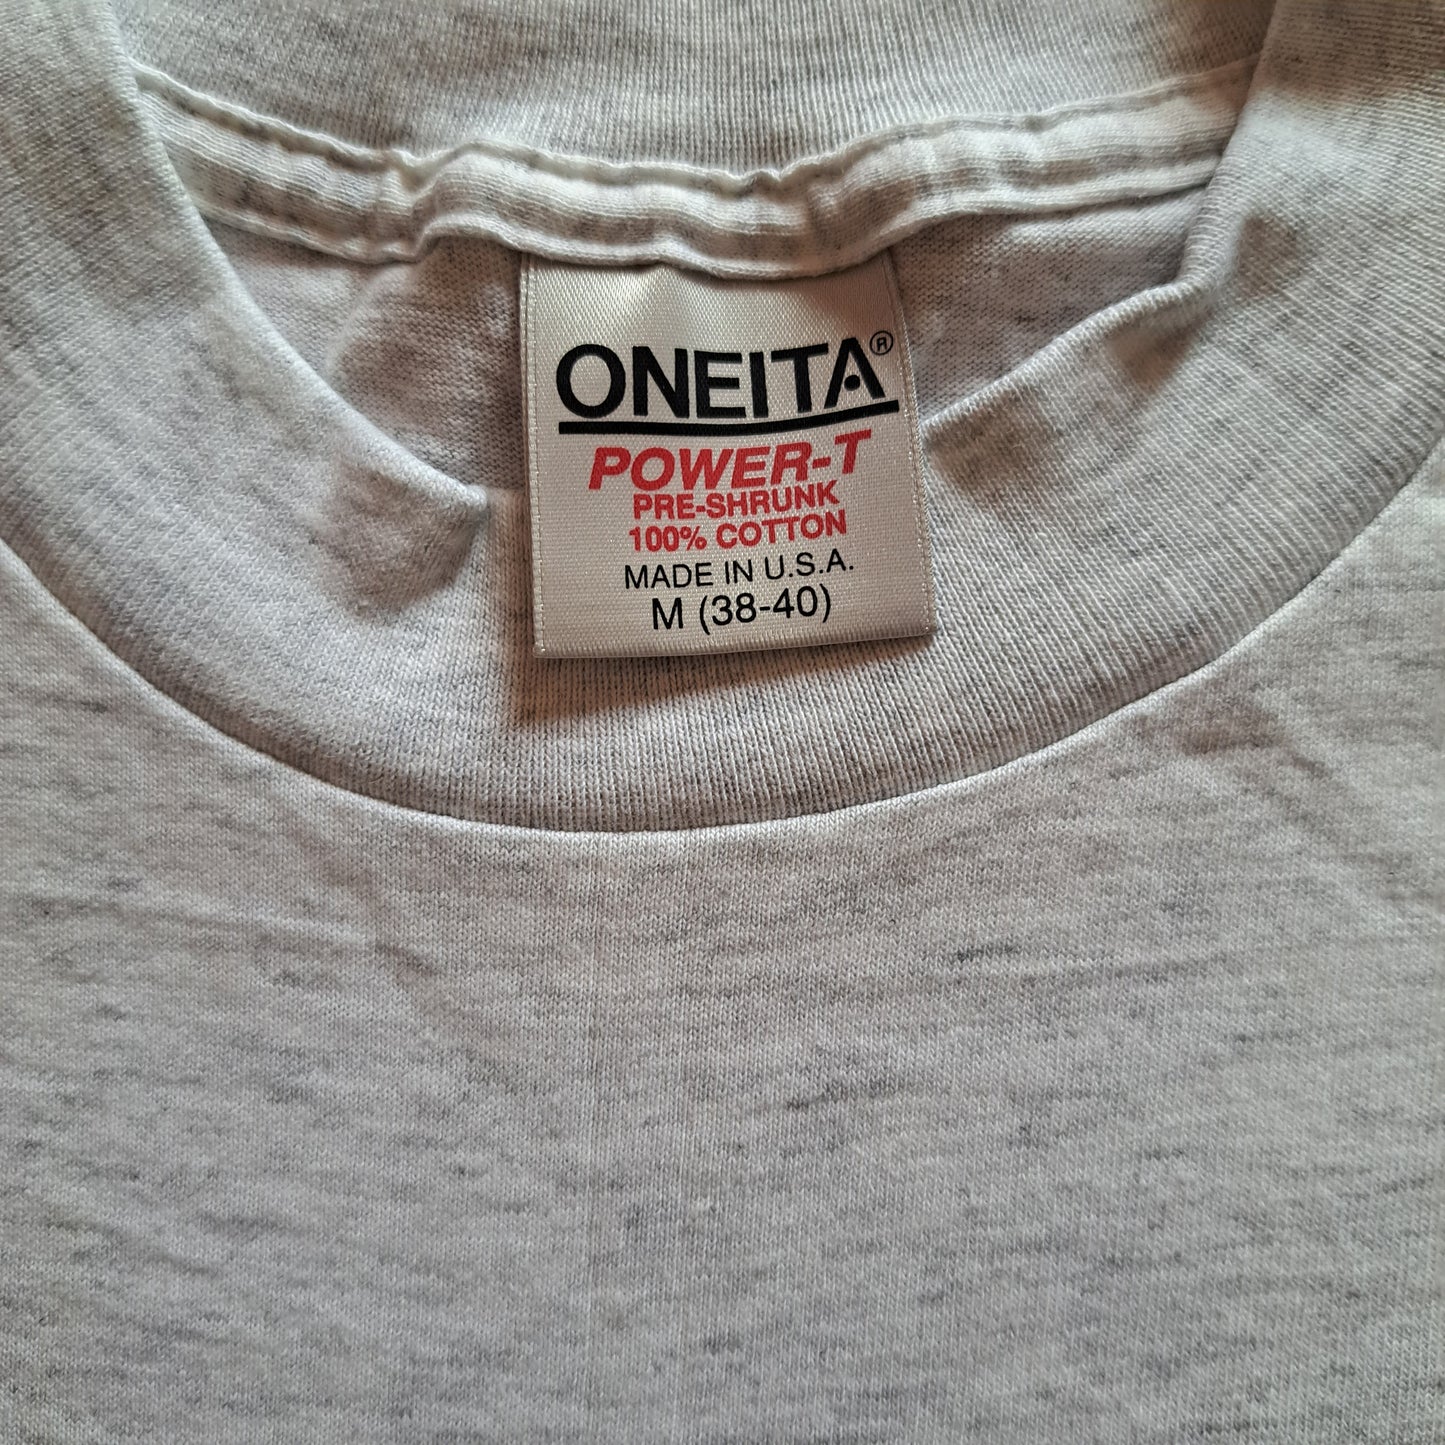 ONEITA®
POWER-T
PRE-SHRUNK
100% COTTON
MADE IN U.S.A.
M (38-40)